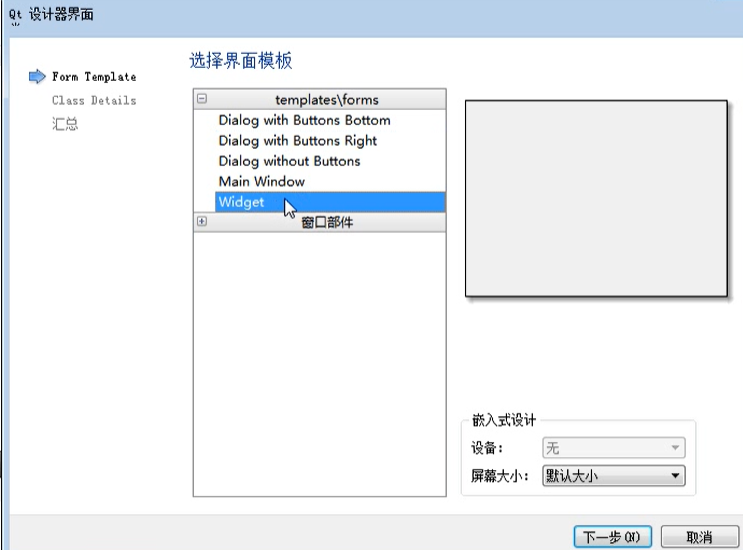 Qt 设计器界面
选择界面模板
Form Template
Class Details
汇总
templates\forms
Dialog with Buttons Bottom
Dialog with Buttons Right
Dialog without Buttons
Main Window
Widget
窗口部件
嵌入式设计
设备: 无
屏幕大小: 默认大小
下一步(N) 取消